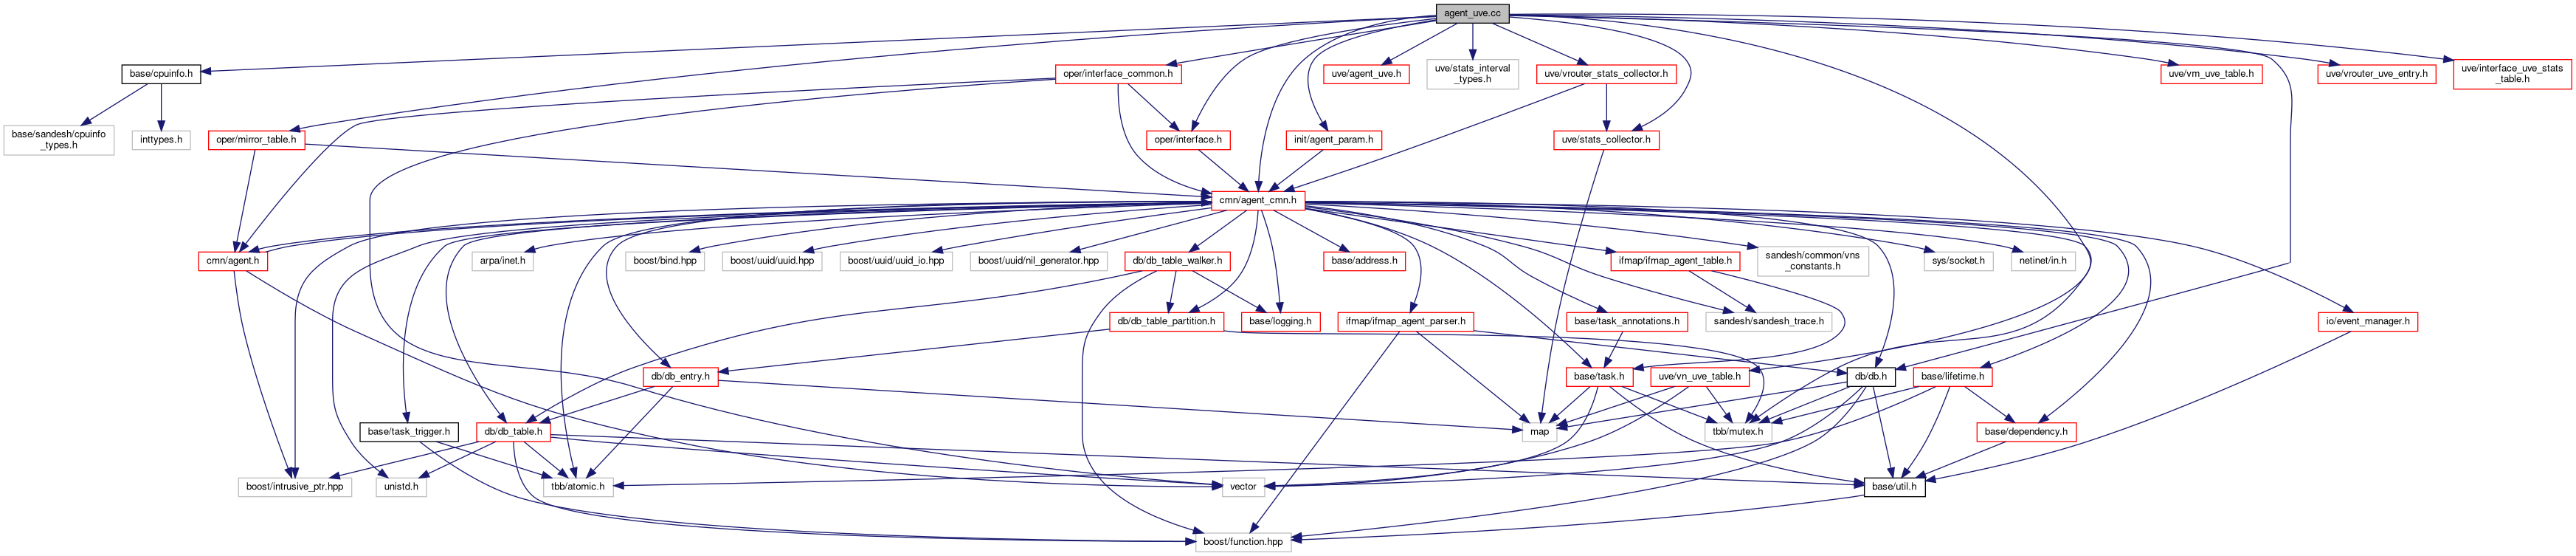 agent_uve.cc
base/cpuinfo.h
oper/interface_common.h
uve/agent_uve.h
uve/stats_interval
_types.h
uve/vrouter_stats_collector.h
uve/vm_uve_table.h
uve/vrouter_uve_entry.h
uve/interface_uve_stats
_table.h
base/sandesh/cpuinfo
_types.h
inttypes.h
oper/mirror_table.h
oper/interface.h
init/agent_param.h
uve/stats_collector.h
cmn/agent_cmn.h
cmn/agent.h
arpa/inet.h
boost/bind.hpp
boost/uuid/uuid.hpp
boost/uuid/uuid_io.hpp
boost/uuid/nil_generator.hpp
db/db_table_walker.h
base/address.h
ifmap/ifmap_agent_table.h
sandesh/common/vns
_constants.h
sys/socket.h
netinet/in.h
db/db_table_partition.h
base/logging.h
ifmap/ifmap_agent_parser.h
base/task_annotations.h
sandesh/sandesh_trace.h
io/event_manager.h
db/db_entry.h
base/task.h
uve/vn_uve_table.h
db/db.h
base/lifetime.h
base/task_trigger.h
db/db_table.h
map
tbb/mutex.h
base/dependency.h
boost/intrusive_ptr.hpp
unistd.h
tbb/atomic.h
vector
base/util.h
boost/function.hpp